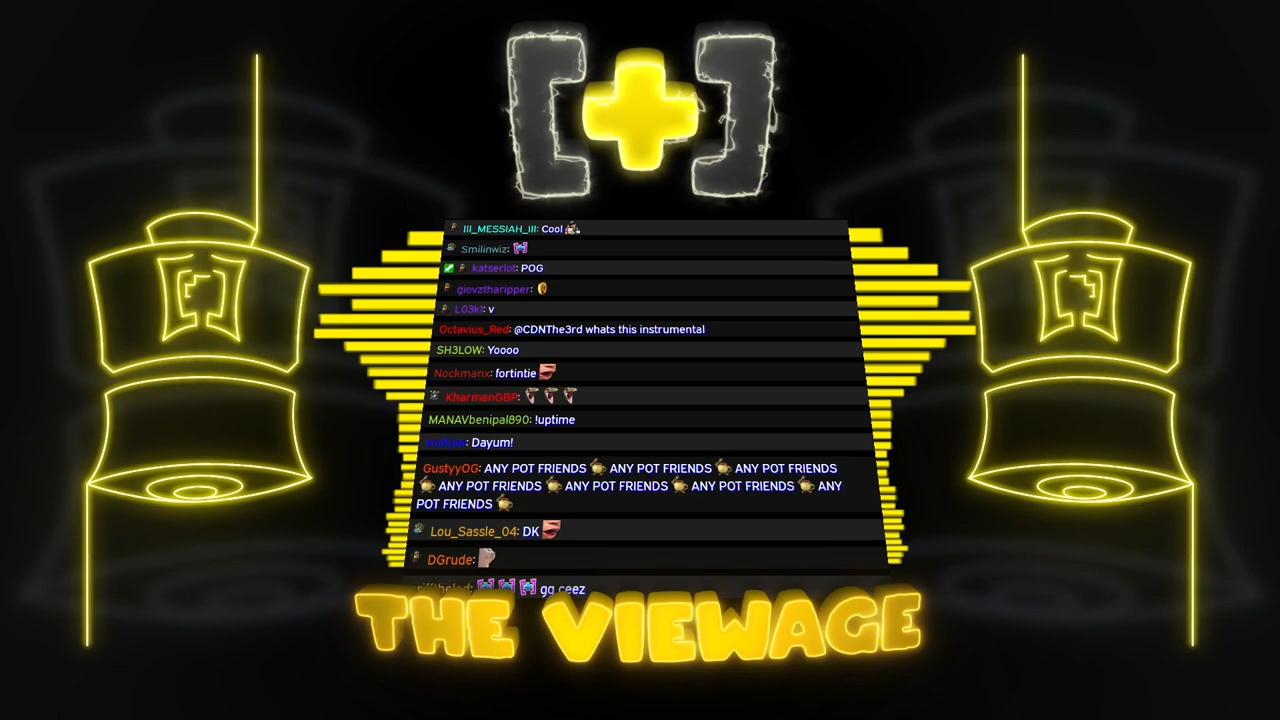 III_MESSIAH_III: Cool
Smilinwiz:
katserlot: POG
giovztharipper:
L03k!: v
Octavius_Red: @CDNThe3rd whats this instrumental
SH3LOW: Yoooo
Nockmanx: fortintie
KharmanGBP:
MANAVbenipal890: !uptime
Dayum!
GustyyOG: ANY POT FRIENDS ANY POT FRIENDS ANY POT FRIENDS
ANY POT FRIENDS ANY POT FRIENDS ANY POT FRIENDS ANY
POT FRIENDS
Lou_Sassle_04: DK
DGrude:
gg ceez
THE VIEWAGE